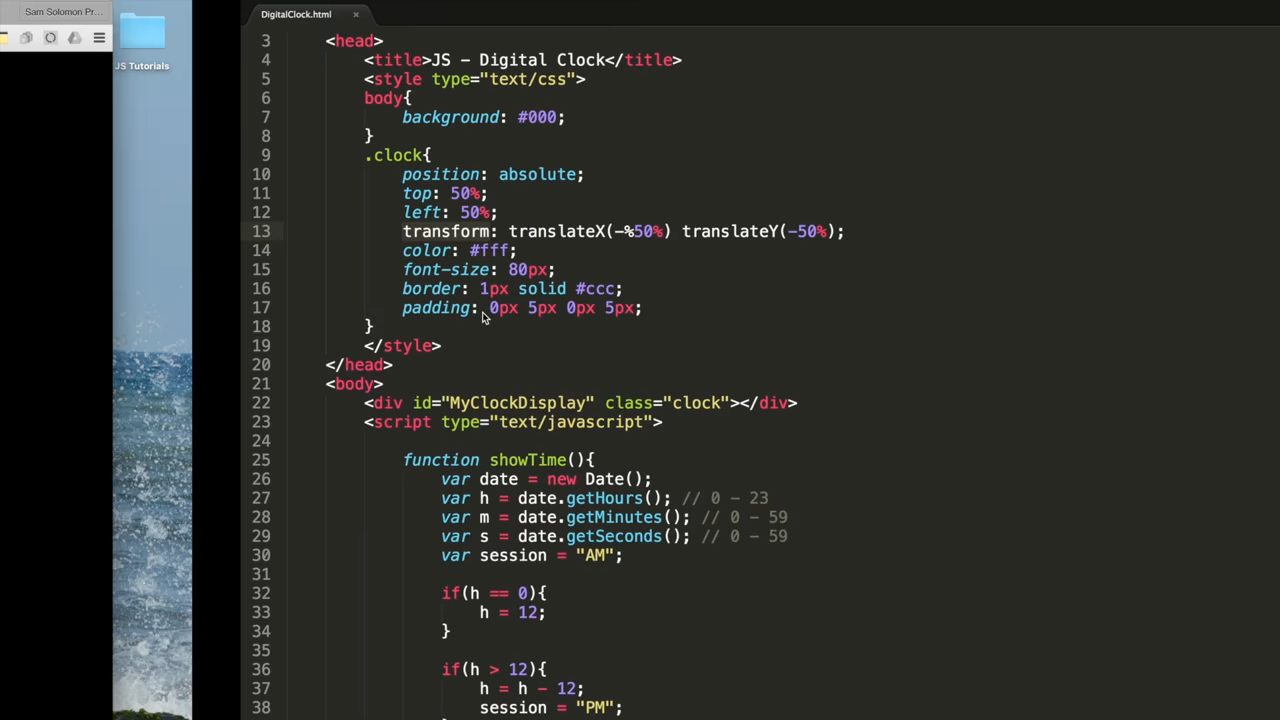 Sam Solomon Pr...
JS Tutorials
DigitalClock.html ×
3 <head>
4 <title>JS - Digital Clock</title>
5 <style type="text/css">
6 body{
7 background: #000;
8 }
9 .clock{
10 position: absolute;
11 top: 50%;
12 left: 50%;
13 transform: translateX(-%50%) translateY(-50%);
14 color: #fff;
15 font-size: 80px;
16 border: 1px solid #ccc;
17 padding: 0px 5px 0px 5px;
18 }
19 </style>
20 </head>
21 <body>
22 <div id="MyClockDisplay" class="clock"></div>
23 <script type="text/javascript">
24
25 function showTime(){
26 var date = new Date();
27 var h = date.getHours(); // 0 - 23
28 var m = date.getMinutes(); // 0 - 59
29 var s = date.getSeconds(); // 0 - 59
30 var session = "AM";
31
32 if(h == 0){
33 h = 12;
34 }
35
36 if(h > 12){
37 h = h - 12;
38 session = "PM";